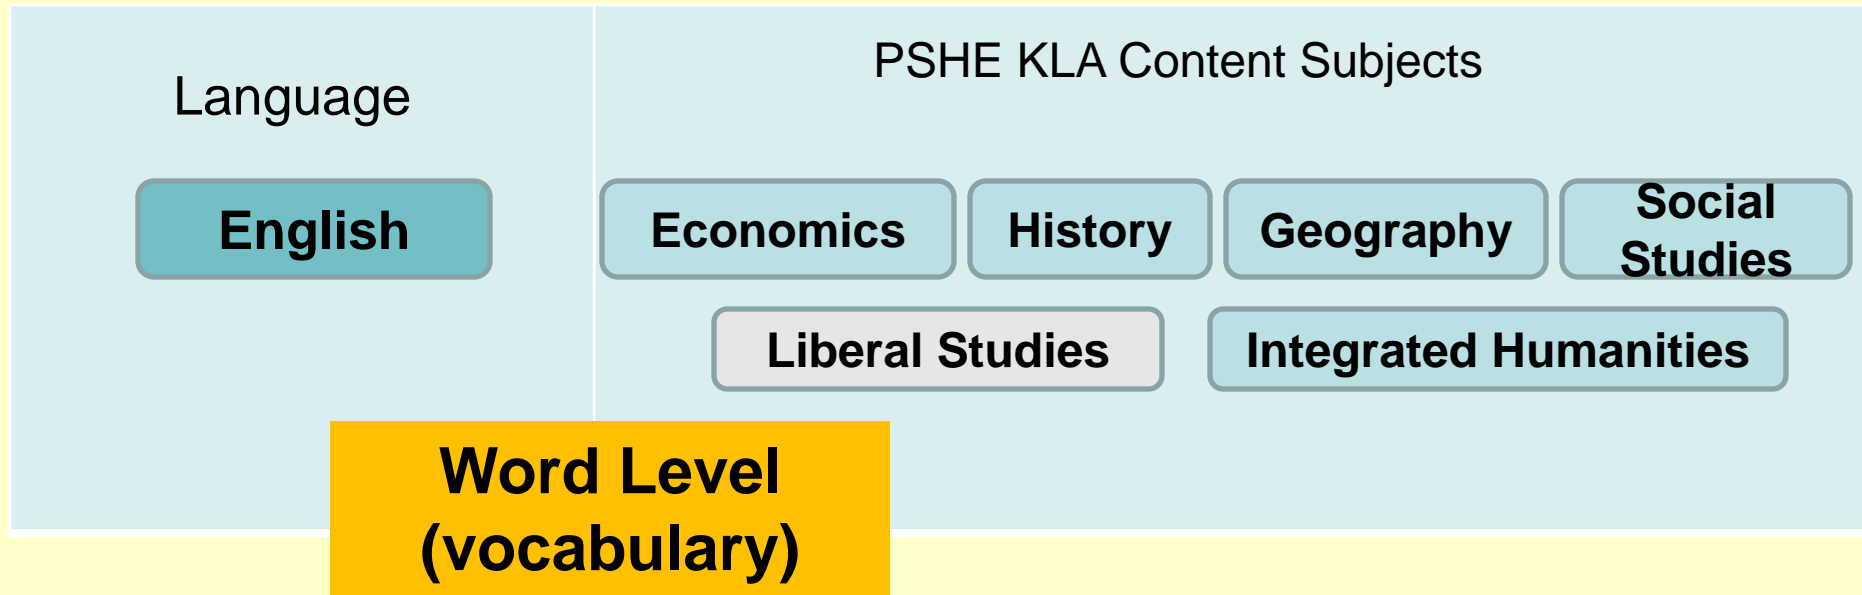 Language
PSHE KLA Content Subjects
English
Economics
History
Geography
Social
Studies
Liberal Studies
Integrated Humanities
Word Level
(vocabulary)